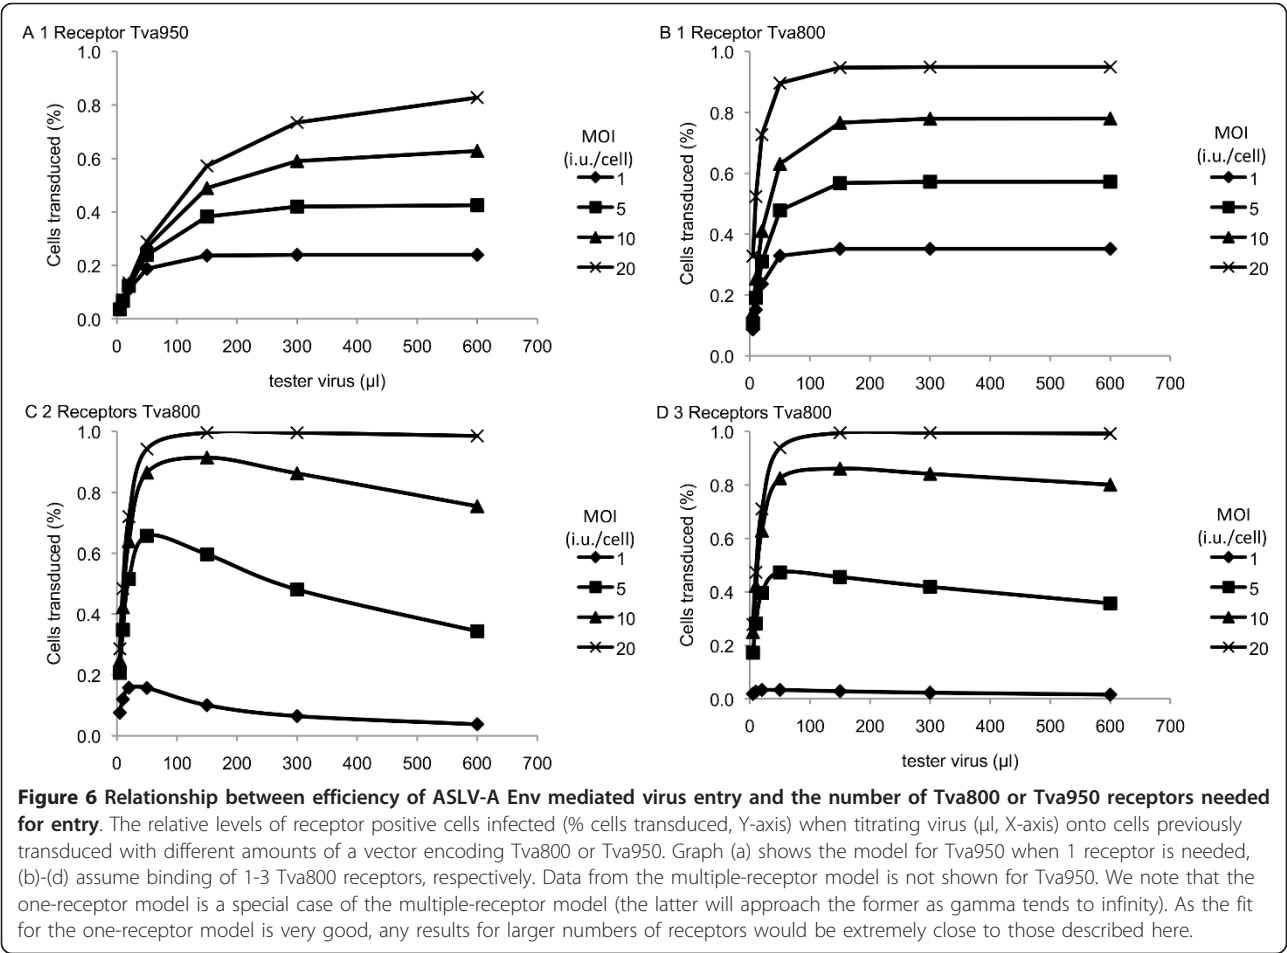 A 1 Receptor Tva950
1.0
0.8
0.6
0.4
0.2
0.0
Cells transduced (%)
0 100 200 300 400 500 600 700
tester virus (µl)
MOI
(i.u./cell)
1
5
10
20
B 1 Receptor Tva800
1.0
0.8
0.6
0.4
0.2
0.0
Cells transduced (%)
0 100 200 300 400 500 600 700
MOI
(i.u./cell)
1
5
10
20
C 2 Receptors Tva800
1.0
0.8
0.6
0.4
0.2
0.0
Cells transduced (%)
0 100 200 300 400 500 600 700
MOI
(i.u./cell)
1
5
10
20
D 3 Receptors Tva800
1.0
0.8
0.6
0.4
0.2
0.0
Cells transduced (%)
0 100 200 300 400 500 600 700
tester virus (µl)
MOI
(i.u./cell)
1
5
10
20
Figure 6 Relationship between efficiency of ASLV-A Env mediated virus entry and the number of Tva800 or Tva950 receptors needed
for entry. The relative levels of receptor positive cells infected (% cells transduced, Y-axis) when titrating virus (µl, X-axis) onto cells previously
transduced with different amounts of a vector encoding Tva800 or Tva950. Graph (a) shows the model for Tva950 when 1 receptor is needed,
(b)-(d) assume binding of 1-3 Tva800 receptors, respectively. Data from the multiple-receptor model is not shown for Tva950. We note that the
one-receptor model is a special case of the multiple-receptor model (the latter will approach the former as gamma tends to infinity). As the fit
for the one-receptor model is very good, any results for larger numbers of receptors would be extremely close to those described here.